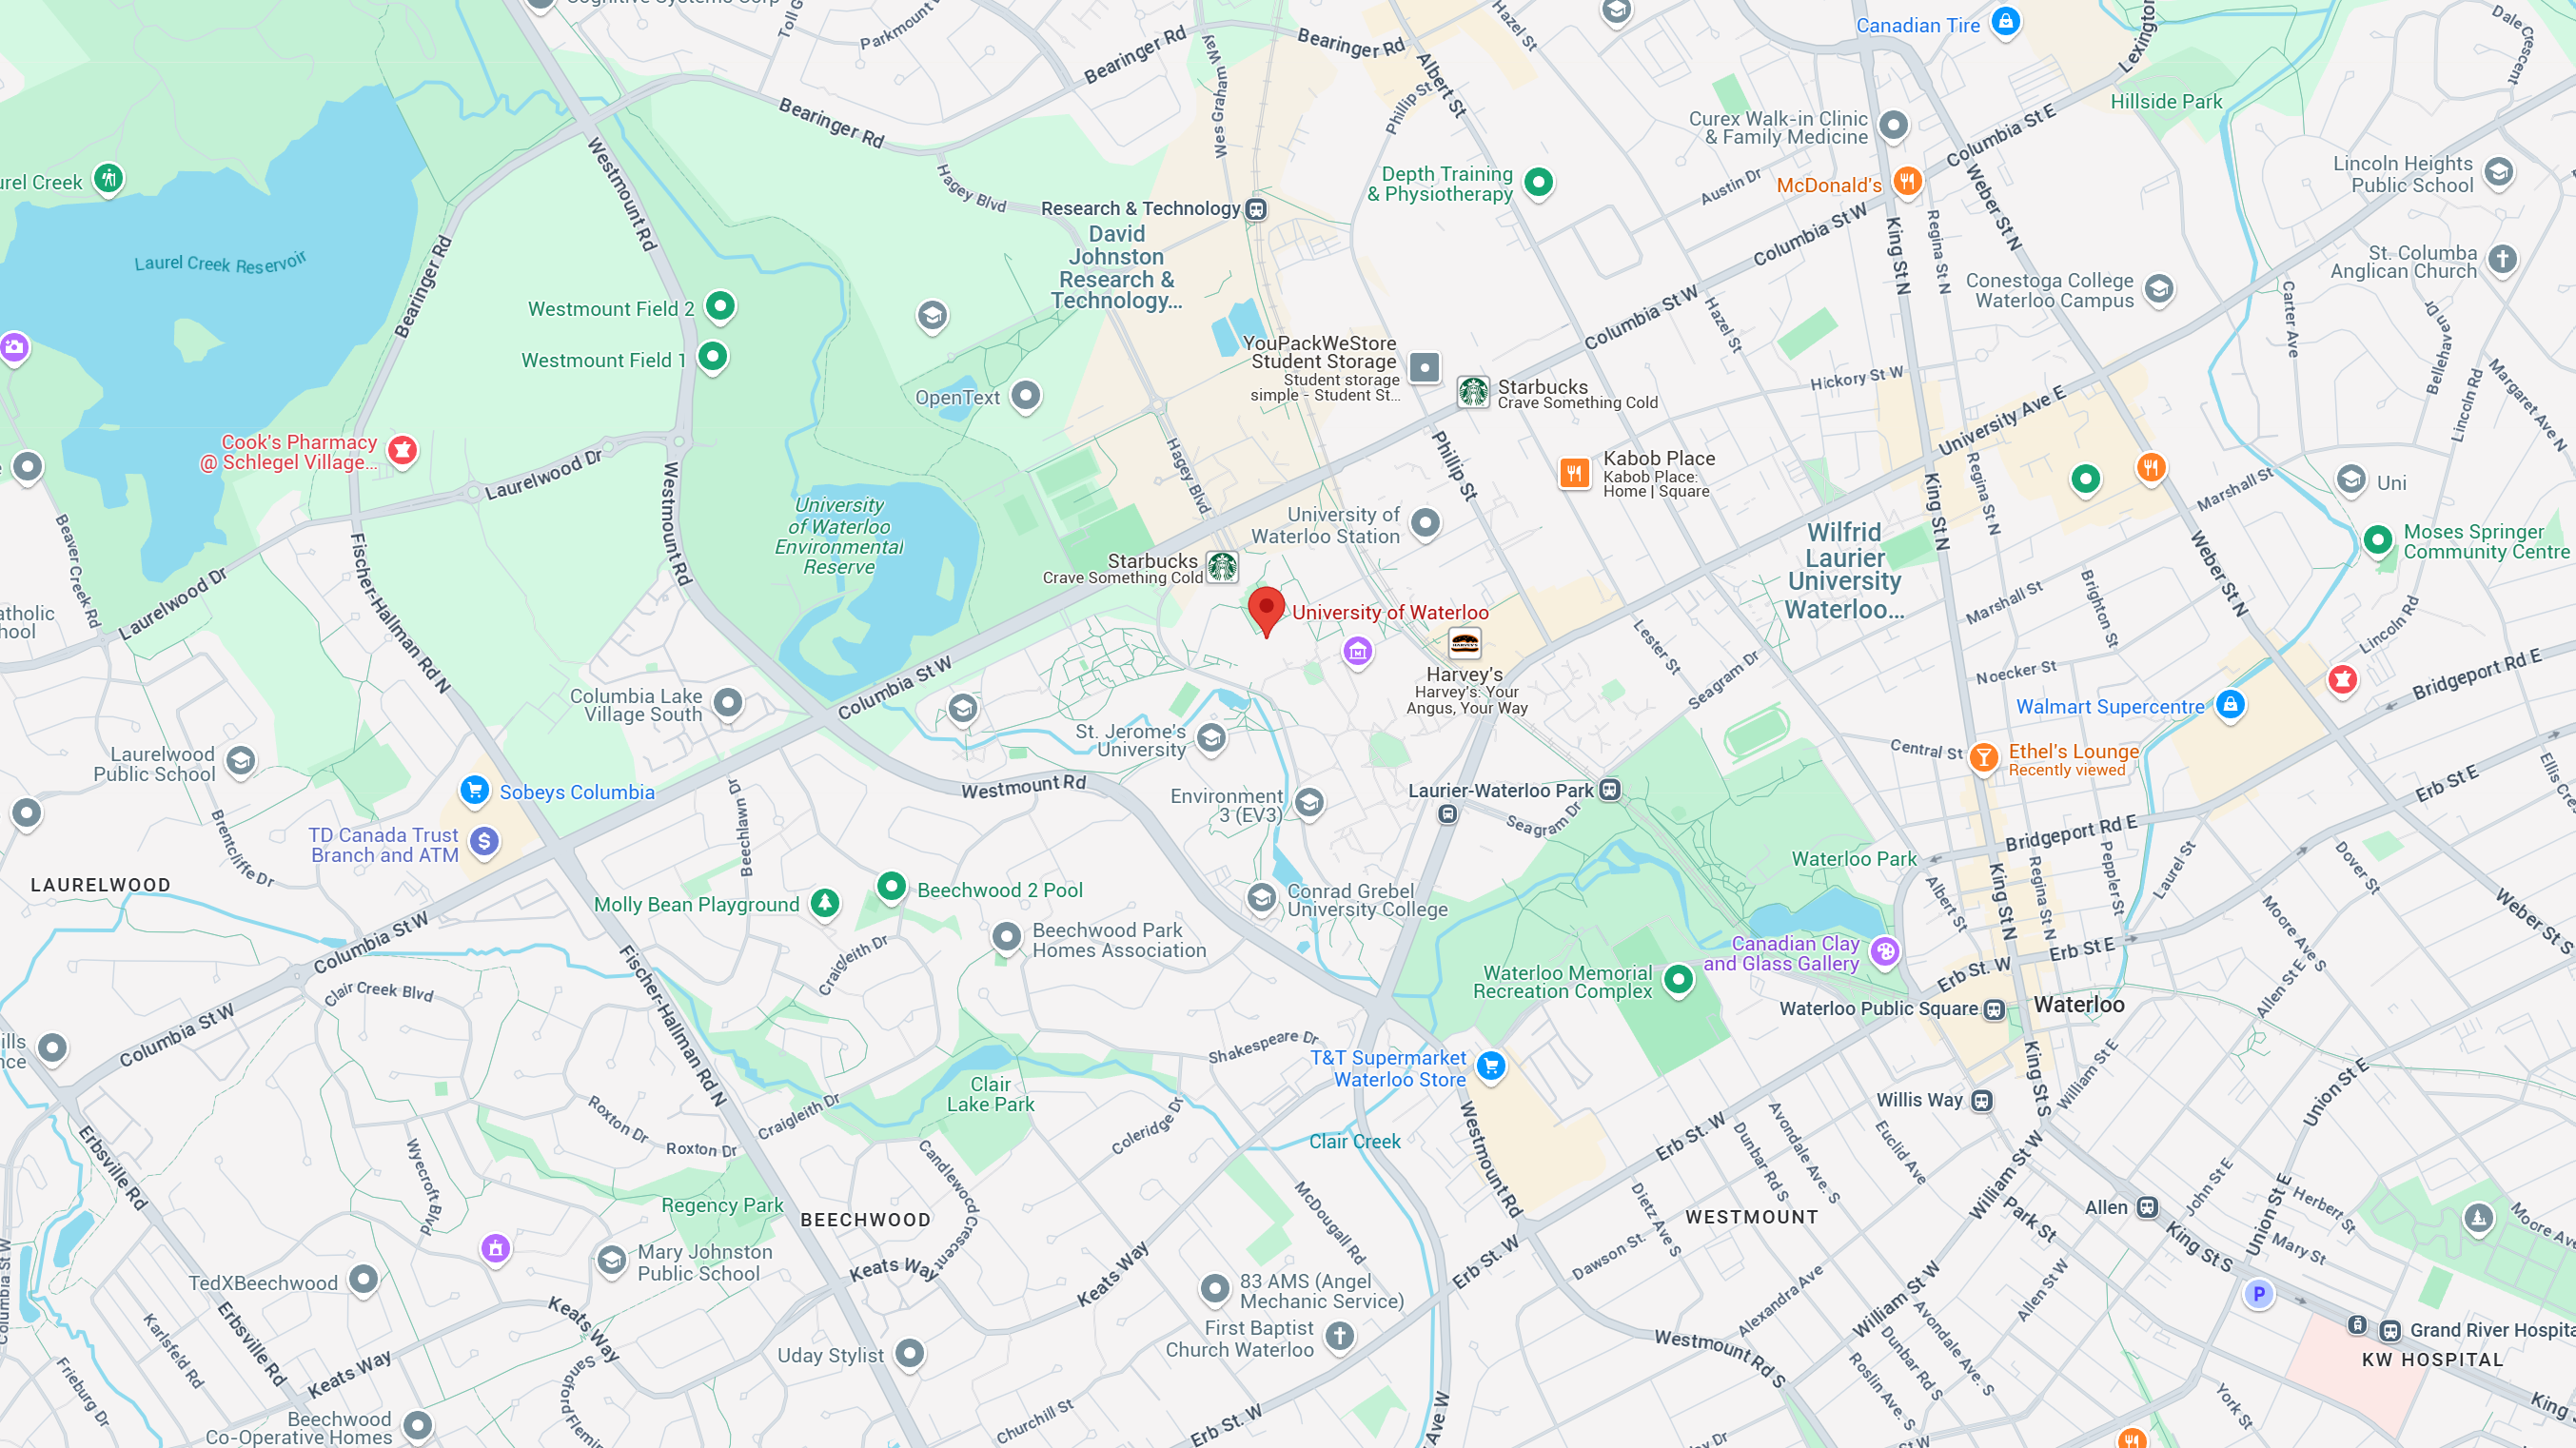 Cognitive Systems Corp
Toll G
Parkmount
Bearinger Rd
Bearinger Rd
Hazel St
Canadian Tire
Lexington
Dale Crescent
Bearinger Rd
Wes Graham Way
Phillip St
Albert St
Hillside Park
Curex Walk-in Clinic
& Family Medicine
Columbia St E
Westmount Rd
urel Creek
Hagey Blvd
Research & Technology
David
Johnston
Research &
Technology...
Depth Training
& Physiotherapy
Austin Dr
McDonald's
Weber St N
Lincoln Heights
Public School
Laurel Creek Reservoir
Bearinger Rd
Columbia St W
King St N
Regina St N
St. Columba
Anglican Church
Westmount Field 2
Westmount Field 1
Conestoga College
Waterloo Campus
Carter Ave
Bellehaven Dr
Columbia St W
Hazel St
YouPackWeStore
Student Storage
Student storage
simple - Student St...
Starbucks
Crave Something Cold
OpenText
Hickory St W
University Ave E
Lincoln Rd
Margaret Ave N
Cook's Pharmacy
@ Schlegel Village...
Laurelwood Dr
Westmount Rd
Hagey Blvd
Phillip St
Kabob Place
Kabob Place:
Home | Square
King St N
Regina St N
Marshall St
Uni
University
of Waterloo
Environmental
Reserve
University of
Waterloo Station
Wilfrid
Laurier
University
Waterloo...
Moses Springer
Community Centre
Beaver Creek Rd
Fischer-Hallman Rd N
Starbucks
Crave Something Cold
Laurelwood Dr
atholic
hool
University of Waterloo
Marshall St
Brighton St
Weber St N
Lincoln Rd
Harvey's
Harvey's: Your
Angus, Your Way
Lester St
Seagram Dr
Noecker St
Bridgeport Rd E
Columbia St W
Columbia Lake
Village South
Walmart Supercentre
St. Jerome's
University
Central St
Ethel's Lounge
Recently viewed
Laurelwood
Public School
Sobeys Columbia
Westmount Rd
Environment
3 (EV3)
Laurier-Waterloo Park
Seagram Dr
Erb St E
Ellis Cre
Beechlawn Dr
TD Canada Trust
Branch and ATM
Brentcliffe Dr
Bridgeport Rd E
Waterloo Park
Peppler St
Laurel St
Dover St
LAURELWOOD
Molly Bean Playground
Beechwood 2 Pool
Conrad Grebel
University College
Albert St
King St N
Regina St N
Moore Ave S
Weber St S
Columbia St W
Craigleith Dr
Beechwood Park
Homes Association
Canadian Clay
and Glass Gallery
Erb St E
Erb St. W
Waterloo Memorial
Recreation Complex
Allen St E
Clair Creek Blvd
Fischer-Hallman Rd N
Waterloo Public Square
Waterloo
Columbia St W
ills
nce
Shakespeare Dr
T&T Supermarket
Waterloo Store
King St S
William St E
Union St E
Clair
Lake Park
Craigleith Dr
Coleridge Dr
Willis Way
Roxton Dr
Roxton Dr
Clair Creek
Westmount Rd
Erb St. W
Dunbar Rd S
Avondale Ave. S
Euclid Ave
William St W
Erbsville Rd
Wyecroft Blvd
Candlewood Crescent
Regency Park
BEECHWOOD
McDougall Rd
Dietz Ave S
WESTMOUNT
Park St
Allen
John St E
Union St E
Herbert St
Moore Ave
Mary Johnston
Public School
Keats Way
Keats Way
Erb St. W
Dawson St.
King St S
Mary St
TedXBeechwood
83 AMS (Angel
Mechanic Service)
Alexandra Ave
William St W
Allen St W
P
Columbia St W
Karlsfeld Rd
Erbsville Rd
Keats Way
First Baptist
Church Waterloo
Westmount Rd S
Avondale Ave. S
Dunbar Rd S
Grand River Hospita
KW HOSPITAL
Uday Stylist
Keats Way
Frieburg Dr
Sandford Flemin
Roslin Ave. S
York St
King
Beechwood
Co-Operative Homes
Churchill St
Erb St. W
Ave W
St W